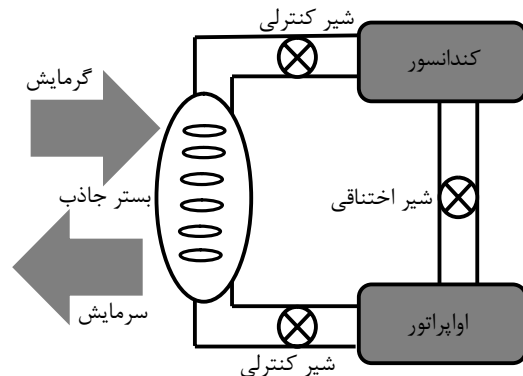 شیر کنترلی
کندانسور
گرمایش
بستر جاذب
شیر اختناقی
سرمایش
اواپراتور
شیر کنترلی